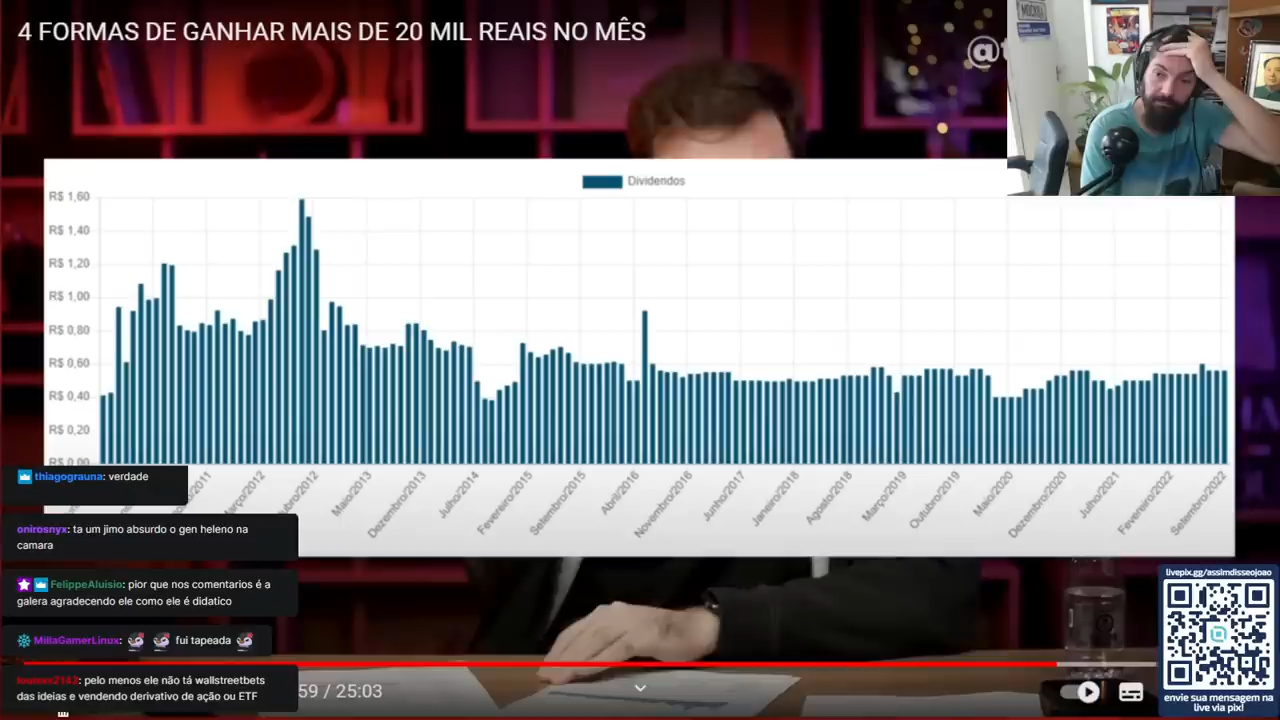 4 FORMAS DE GANHAR MAIS DE 20 MIL REAIS NO MÊS
@t
Dividendos
R$ 1,60
R$ 1,40
R$ 1,20
R$ 1,00
R$ 0,80
R$ 0,60
R$ 0,40
R$ 0,20
R$ 0,00
Maio/2013
Dezembro/2013
Julho/2014
Fevereiro/2015
Setembro/2015
Abril/2016
Novembro/2016
Junho/2017
Janeiro/2018
Agosto/2018
Março/2019
Outubro/2019
Maio/2020
Dezembro/2020
Julho/2021
Fevereiro/2022
Setembro/2022
thiagograuna: verdade
onirosnyx: ta um jimo absurdo o gen heleno na
camara
FelippeAluisio: pior que nos comentarios é a
galera agradecendo ele como ele é didatico
MillaGamerLinux: fui tapeada
pelo menos ele não tá wallstreetbets
das ideias e vendendo derivativo de ação ou ETF
59 / 25:03
livepix.gg/assimdisseojoao
envie sua mensagem na
live via pix!